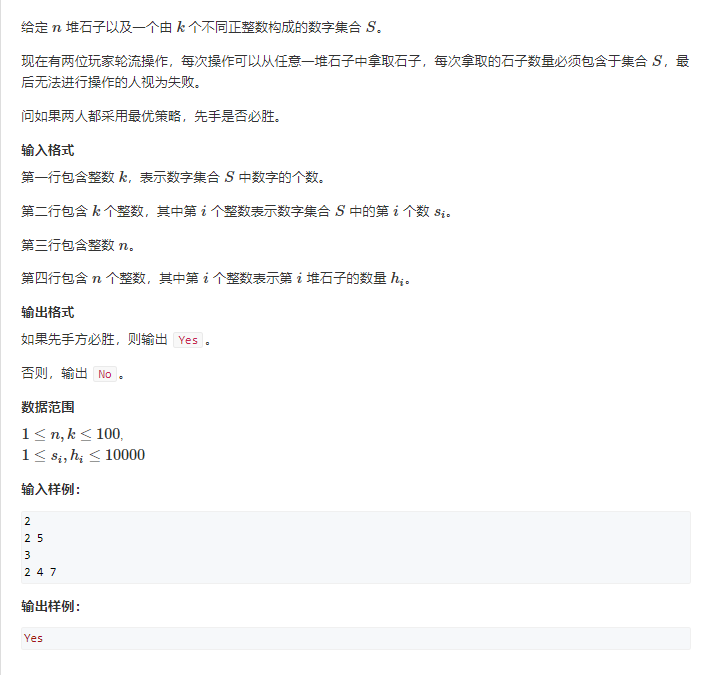 给定 n 堆石子以及一个由 k 个不同正整数构成的数字集合 S。
现在有两位玩家轮流操作，每次操作可以从任意一堆石子中拿取石子，每次拿取的石子数量必须包含于集合 S，最
后无法进行操作的人视为失败。
问如果两人都采用最优策略，先手是否必胜。
输入格式
第一行包含整数 k，表示数字集合 S 中数字的个数。
第二行包含 k 个整数，其中第 i 个整数表示数字集合 S 中的第 i 个数 s_i。
第三行包含整数 n。
第四行包含 n 个整数，其中第 i 个整数表示第 i 堆石子的数量 h_i。
输出格式
如果先手方必胜，则输出 Yes 。
否则，输出 No 。
数据范围
1 ≤ n, k ≤ 100,
1 ≤ s_i, h_i ≤ 10000
输入样例：
2
2 5
3
2 4 7
输出样例：
Yes